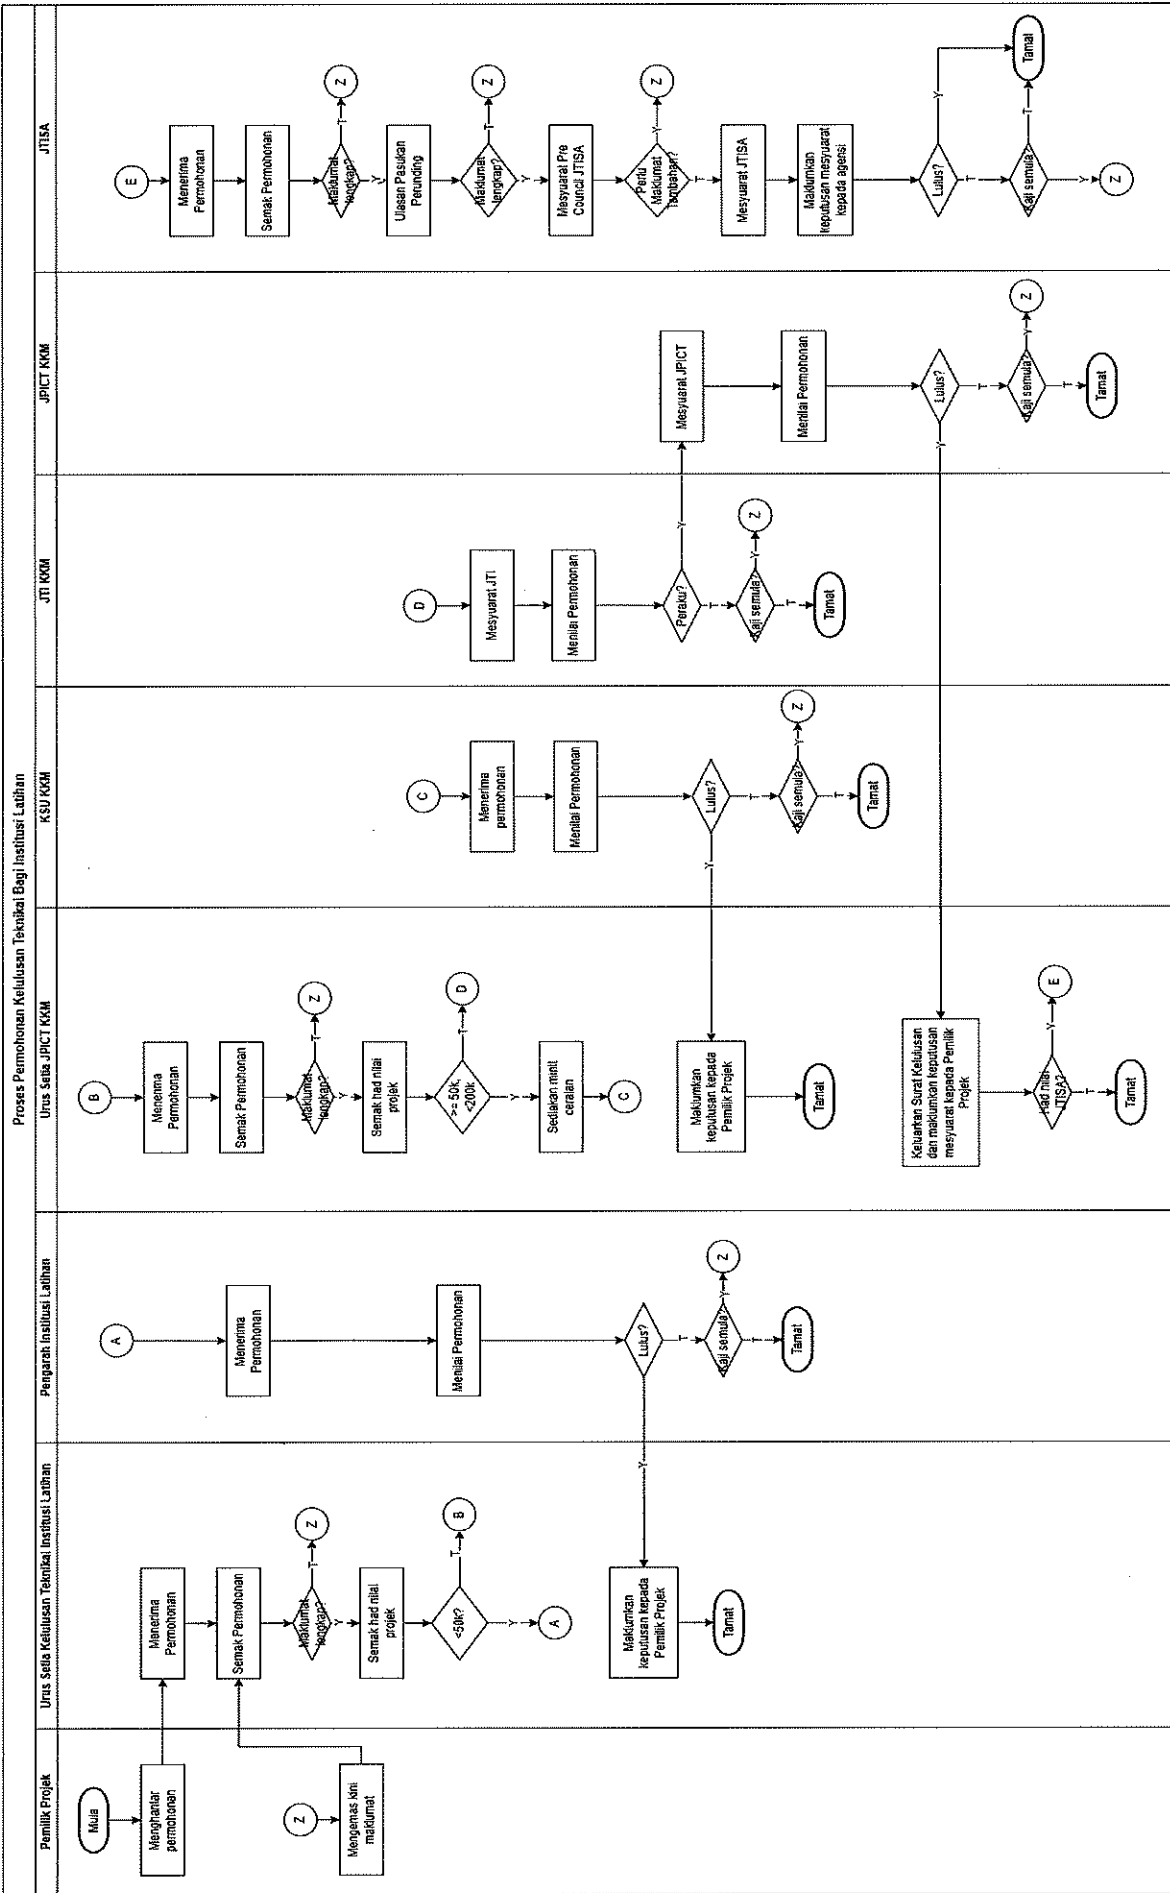 Proses Permohonan Kelulusan Teknikal Bagi Institusi Latihan
Pemilik Projek
Mula
Menghantar
permohonan
Z
Mengemas kini
maklumat
Urus Setia Kelulusan Teknikal Institusi Latihan
Menerima
Permohonan
Semak Permohonan
Maklumat
lengkap?
T
Z
Y
Semak had nilai
projek
<50k?
T
B
Y
A
Maklumkan
keputusan kepada
Pemilik Projek
Tamat
Pengarah Institusi Latihan
A
Menerima
Permohonan
Menilai Permohonan
Lulus?
Y
T
Kaji semula?
Y
Z
T
Tamat
Urus Setia JPICT KKM
B
Menerima
Permohonan
Semak Permohonan
Maklumat
lengkap?
T
Z
Y
Semak had nilai
projek
>= 50k,
<200k
T
D
Y
Sediakan minit
ceraian
C
Maklumkan
keputusan kepada
Pemilik Projek
Tamat
Keluarkan Surat Kelulusan
dan maklumkan keputusan
mesyuarat kepada Pemilik
Projek
Had nilai
JTISA?
Y
E
T
Tamat
KSU KKM
C
Menerima
permohonan
Menilai Permohonan
Lulus?
Y
T
Kaji semula?
Y
Z
T
Tamat
JTI KKM
D
Mesyuarat JTI
Menilai Permohonan
Peraku?
Y
T
Kaji semula?
Y
Z
T
Tamat
JPICT KKM
Mesyuarat JPICT
Menilai Permohonan
Lulus?
Y
T
Kaji semula?
Y
Z
T
Tamat
JTISA
E
Menerima
Permohonan
Semak Permohonan
Maklumat
lengkap?
T
Z
Y
Ulasan Pasukan
Perunding
Maklumat
lengkap?
T
Z
Y
Mesyuarat Pre
Council JTISA
Perlu
Maklumat
Tambahan?
Y
Z
T
Mesyuarat JTISA
Maklumkan
keputusan mesyuarat
kepada agensi
Lulus?
Y
T
Kaji semula?
T
Tamat
Y
Z